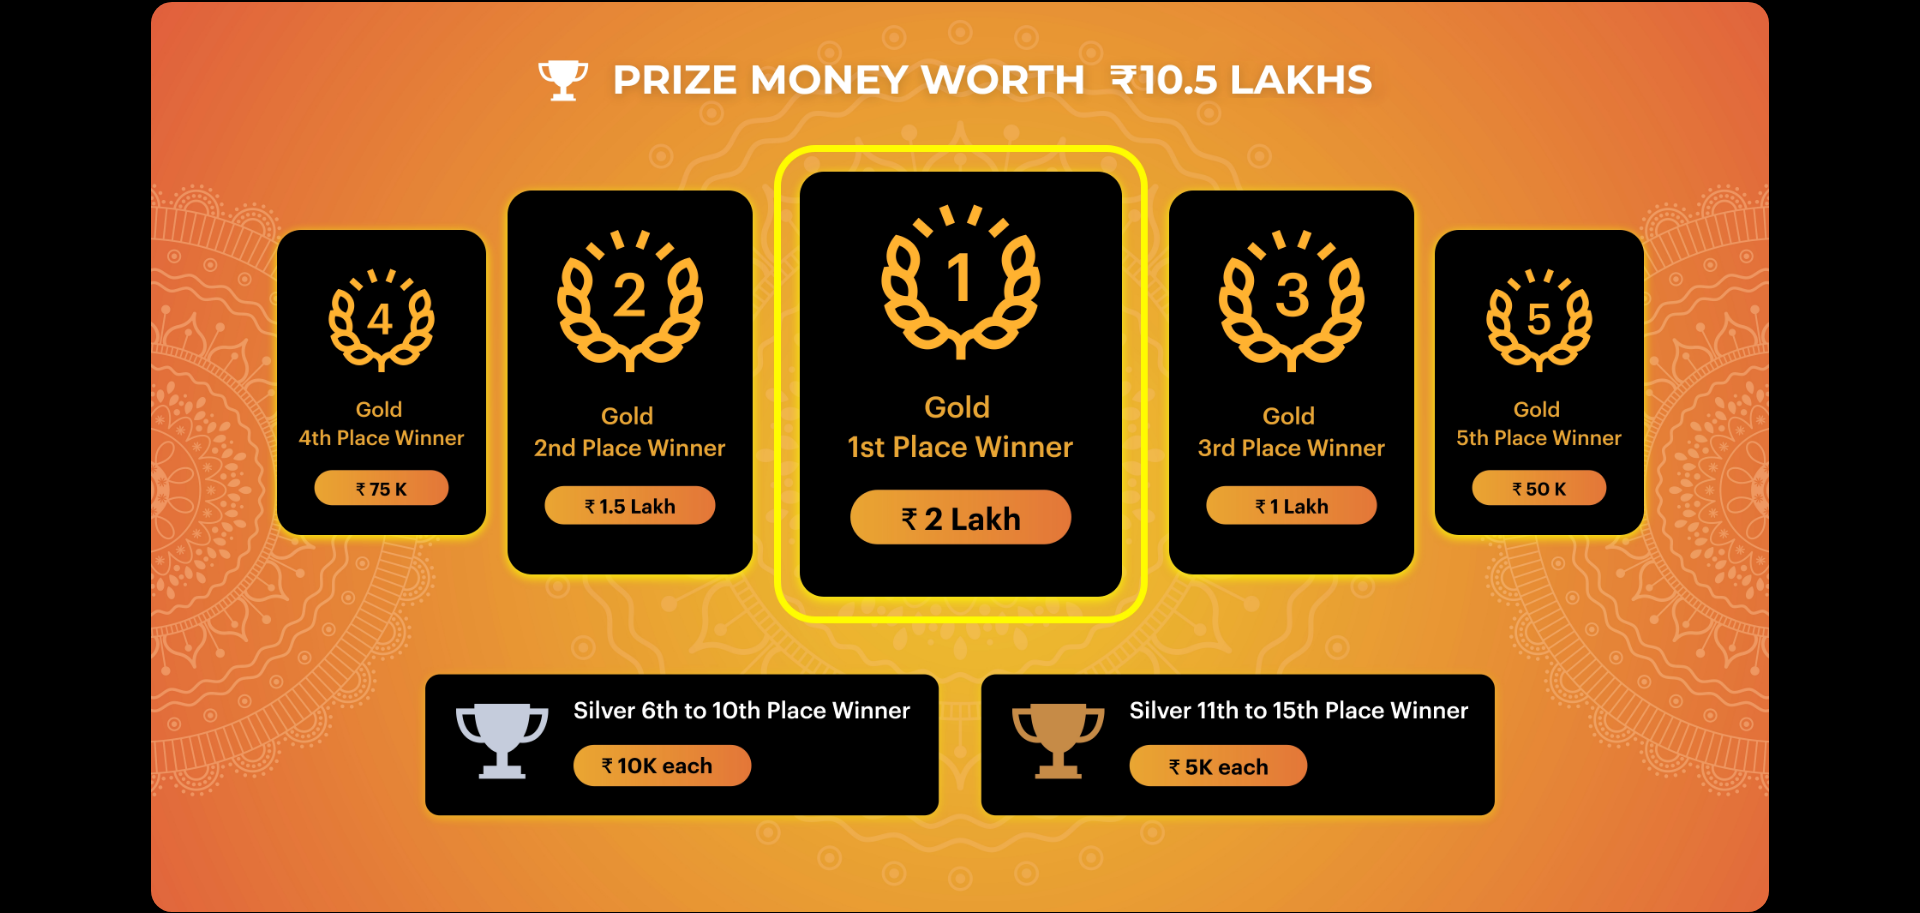 PRIZE MONEY WORTH ₹10.5 LAKHS
4
Gold
4th Place Winner
₹ 75 K
2
Gold
2nd Place Winner
₹ 1.5 Lakh
1
Gold
1st Place Winner
₹ 2 Lakh
3
Gold
3rd Place Winner
₹ 1 Lakh
5
Gold
5th Place Winner
₹ 50 K
Silver 6th to 10th Place Winner
₹ 10K each
Silver 11th to 15th Place Winner
₹ 5K each